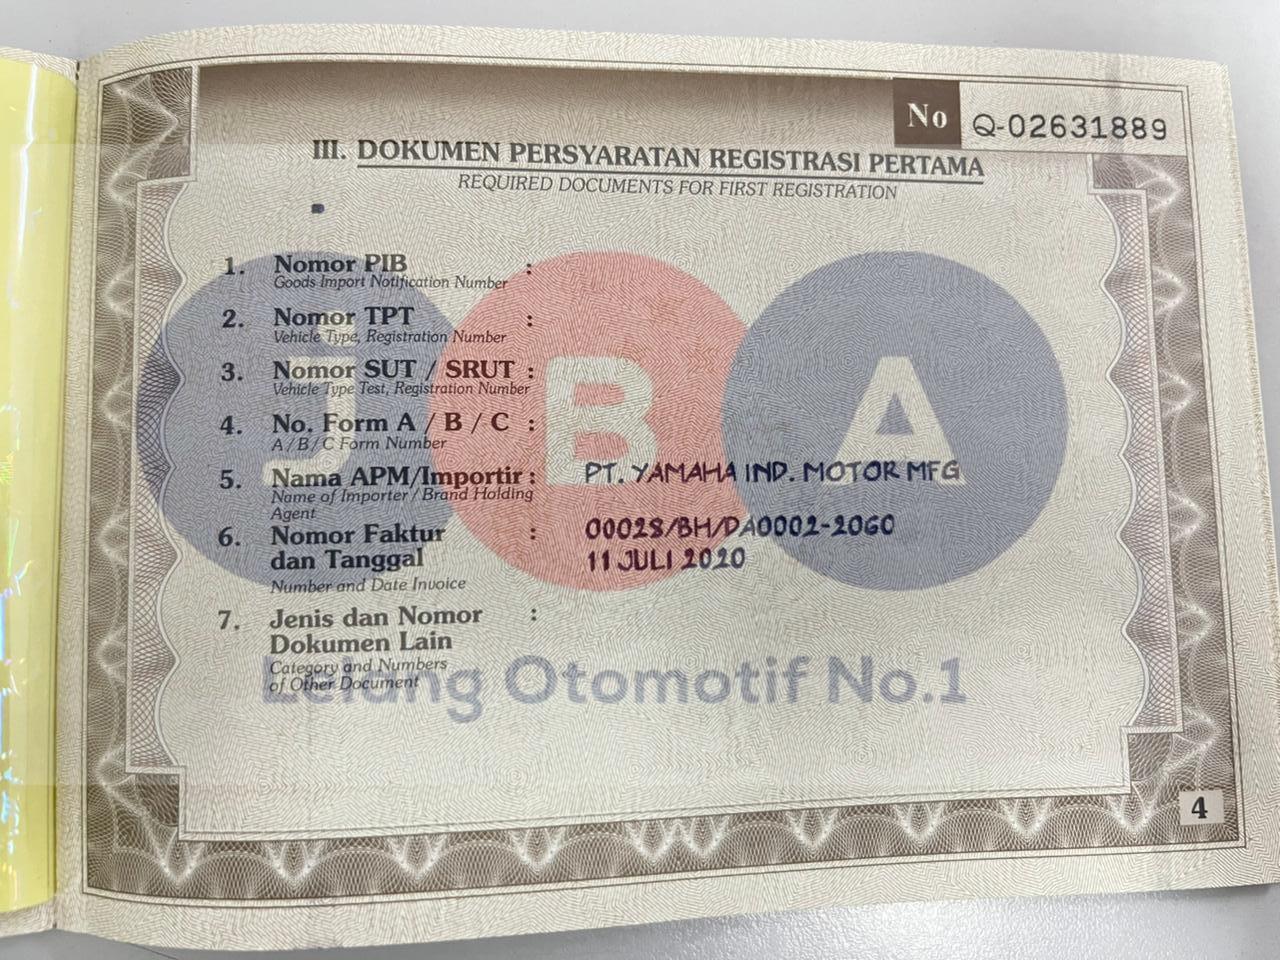 No Q-02631889
III. DOKUMEN PERSYARATAN REGISTRASI PERTAMA
REQUIRED DOCUMENTS FOR FIRST REGISTRATION
1. Nomor PIB :
Goods Import Notification Number
2. Nomor TPT :
Vehicle Type, Registration Number
3. Nomor SUT / SRUT :
Vehicle Type Test, Registration Number
4. No. Form A / B / C :
A / B / C Form Number
5. Nama APM/Importir : PT. YAMAHA IND. MOTOR MFG
Name of Importer / Brand Holding
Agent
6. Nomor Faktur : 00028/BH/DA0002-2060
dan Tanggal 11 JULI 2020
Number and Date Invoice
7. Jenis dan Nomor :
Dokumen Lain
Category and Numbers
of Other Document
JBA
Lelang Otomotif No.1
4